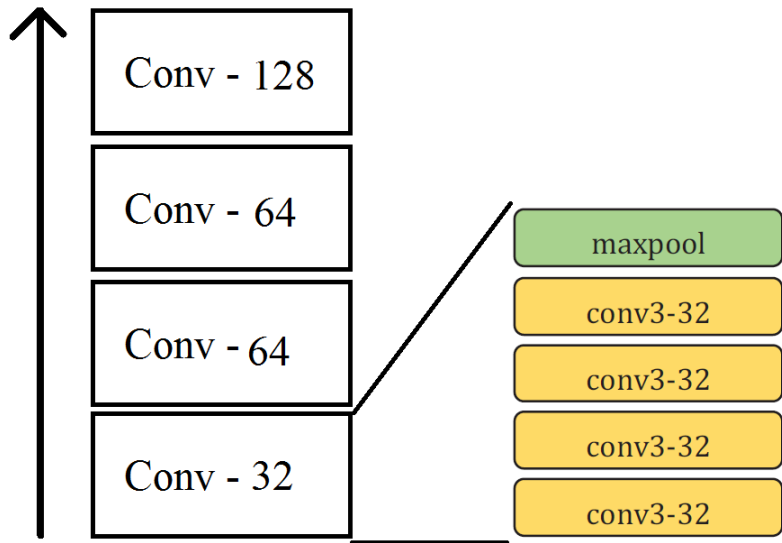 Conv - 128
Conv - 64
Conv - 64
Conv - 32
maxpool
conv3-32
conv3-32
conv3-32
conv3-32